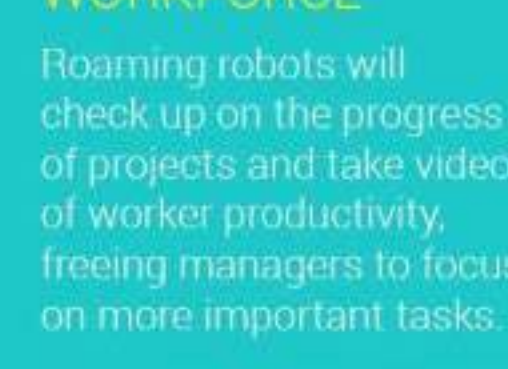 WORKFORCE
Roaming robots will
check up on the progress
of projects and take video
of worker productivity,
freeing managers to focus
on more important tasks.